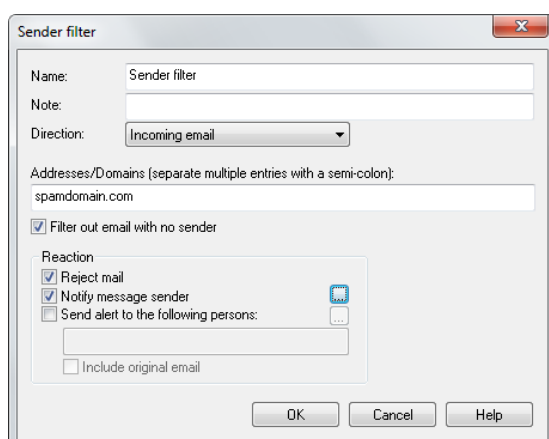 Sender filter
Name: Sender filter
Note:
Direction: Incoming email
Addresses/Domains (separate multiple entries with a semi-colon):
spamdomain.com
Filter out email with no sender
Reaction
Reject mail
Notify message sender ...
Send alert to the following persons: ...
Include original email
OK Cancel Help